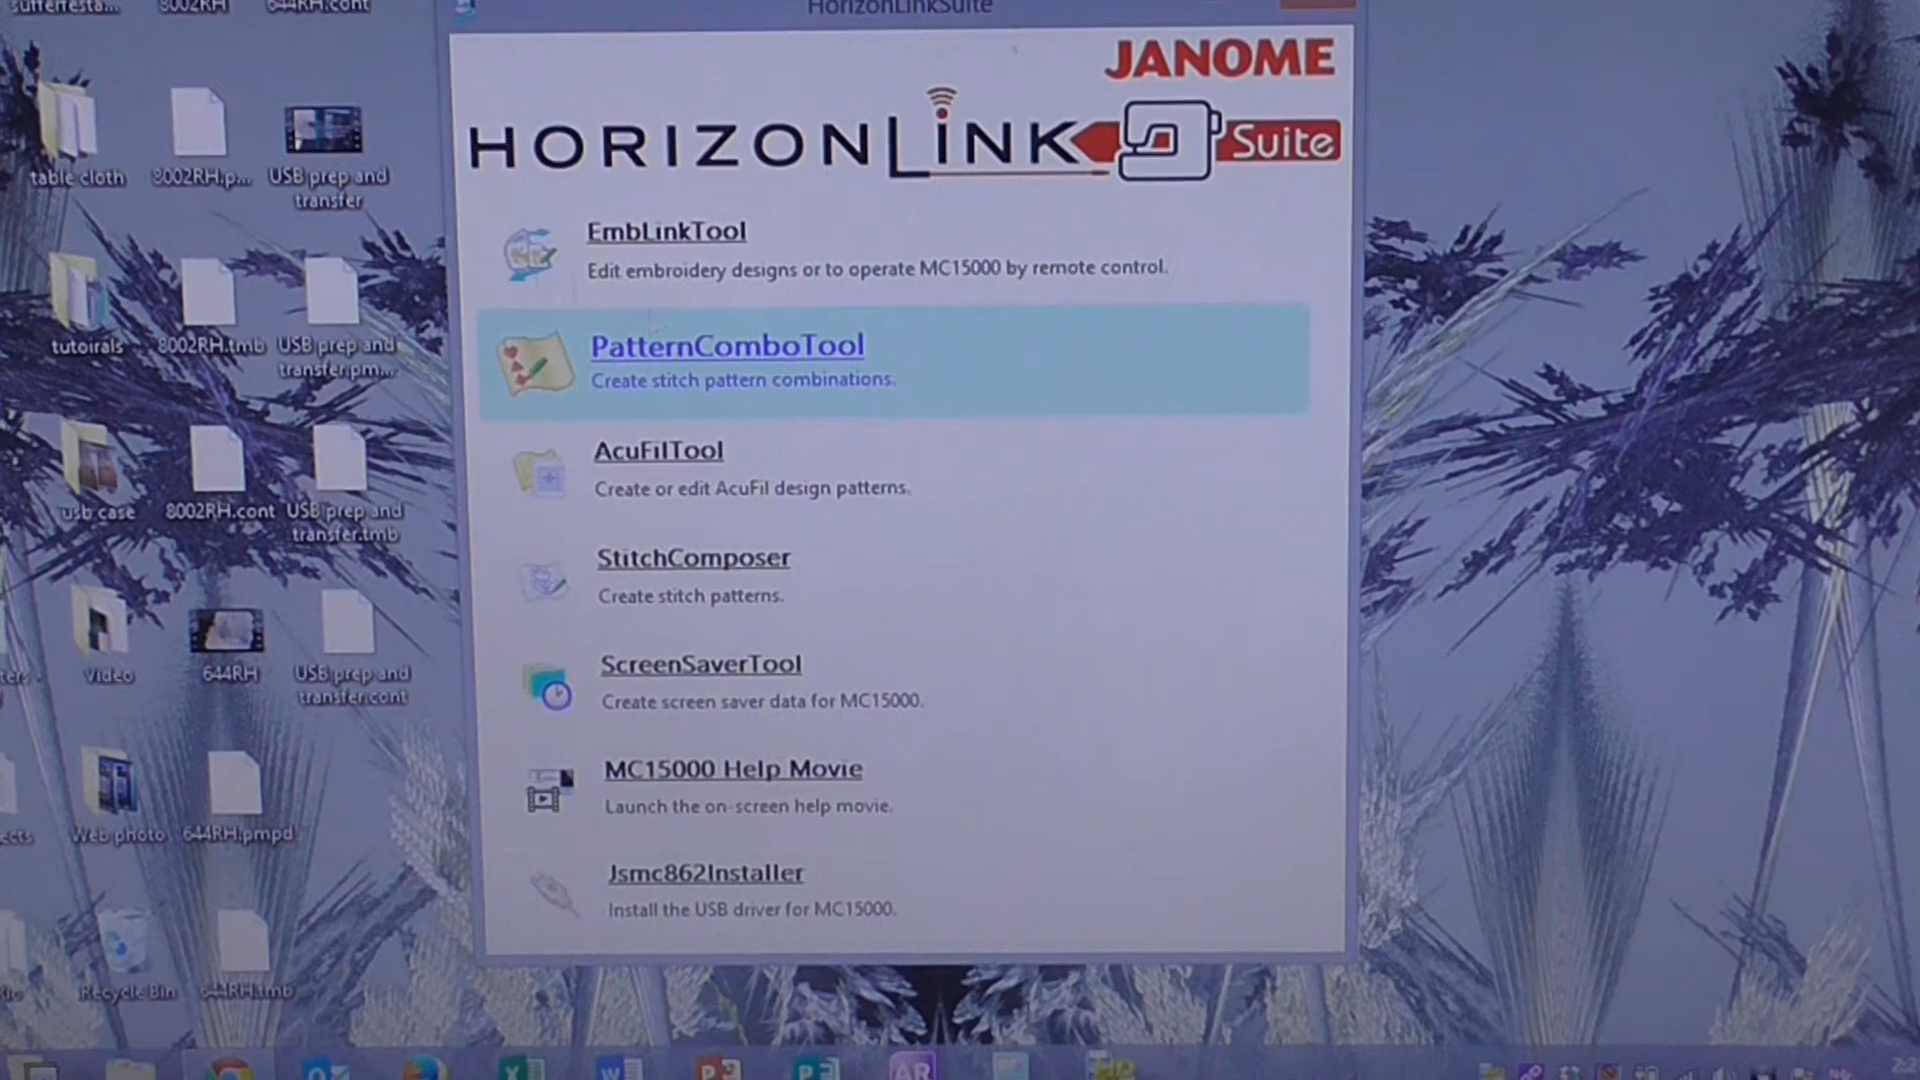 8002RH
644RH.cont
HorizonLinkSuite
JANOME
HORIZONLiNK Suite
table cloth
8002RH.p...
USB prep and
transfer
EmbLinkTool
Edit embroidery designs or to operate MC15000 by remote control.
tutoirals
8002RH.tmb
USB prep and
transfer.pm...
PatternComboTool
Create stitch pattern combinations.
AcuFilTool
Create or edit AcuFil design patterns.
usb case
8002RH.cont
USB prep and
transfer.tmb
StitchComposer
Create stitch patterns.
Video
644RH
USB prep and
transfer.cont
ScreenSaverTool
Create screen saver data for MC15000.
MC15000 Help Movie
Launch the on-screen help movie.
Web photo
644RH.pmpd
Jsmc862Installer
Install the USB driver for MC15000.
Recycle Bin
644RH.tmb
AR